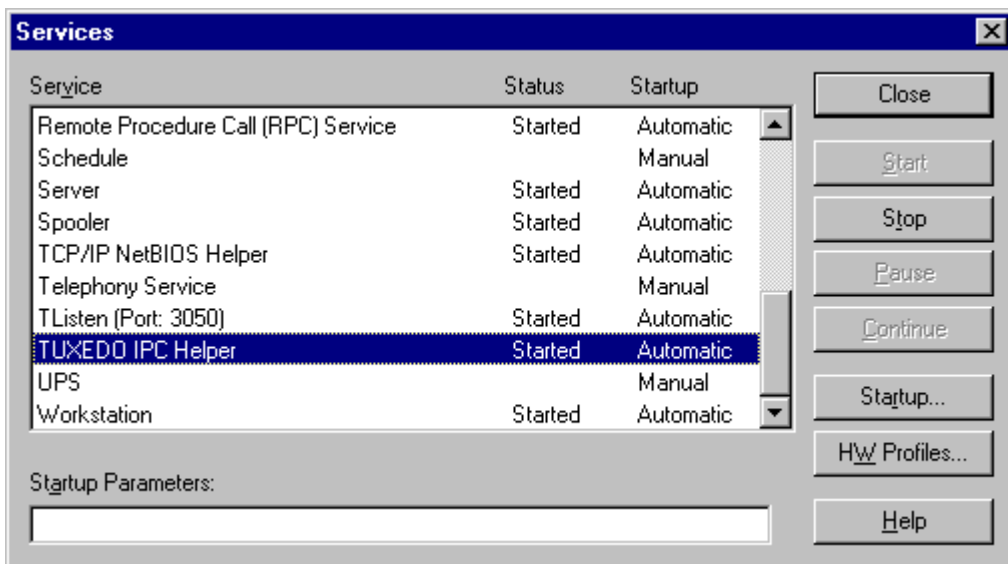 Services
Service Status Startup
Remote Procedure Call (RPC) Service Started Automatic
Schedule Manual
Server Started Automatic
Spooler Started Automatic
TCP/IP NetBIOS Helper Started Automatic
Telephony Service Manual
TListen (Port: 3050) Started Automatic
TUXEDO IPC Helper Started Automatic
UPS Manual
Workstation Started Automatic
Startup Parameters:
Close
Start
Stop
Pause
Continue
Startup...
HW Profiles...
Help